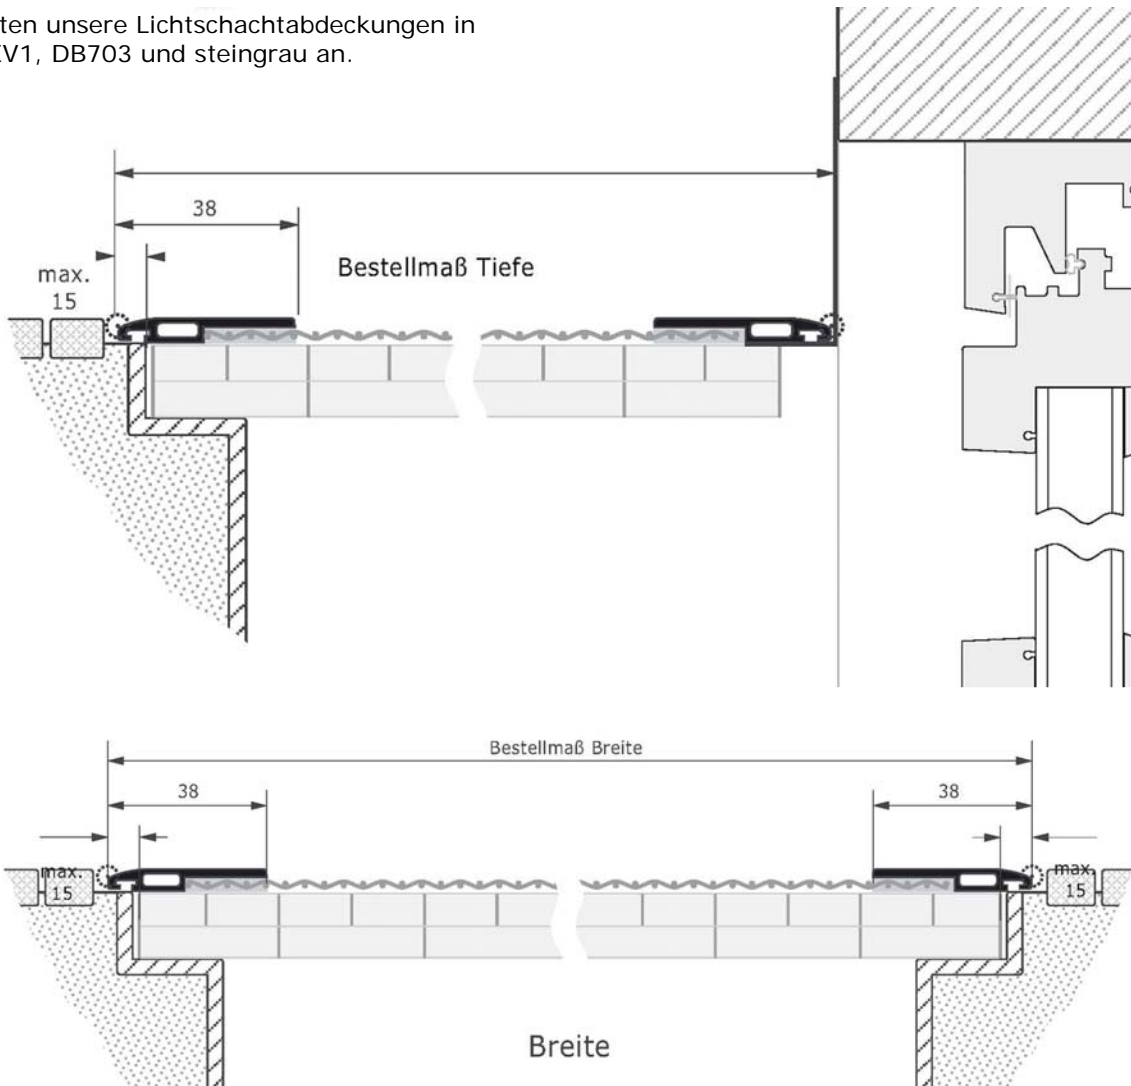 ten unsere Lichtschachtabdeckungen in
EV1, DB703 und steingrau an.
38
max.
15
Bestellmaß Tiefe
Bestellmaß Breite
38
38
max.
15
max.
15
Breite